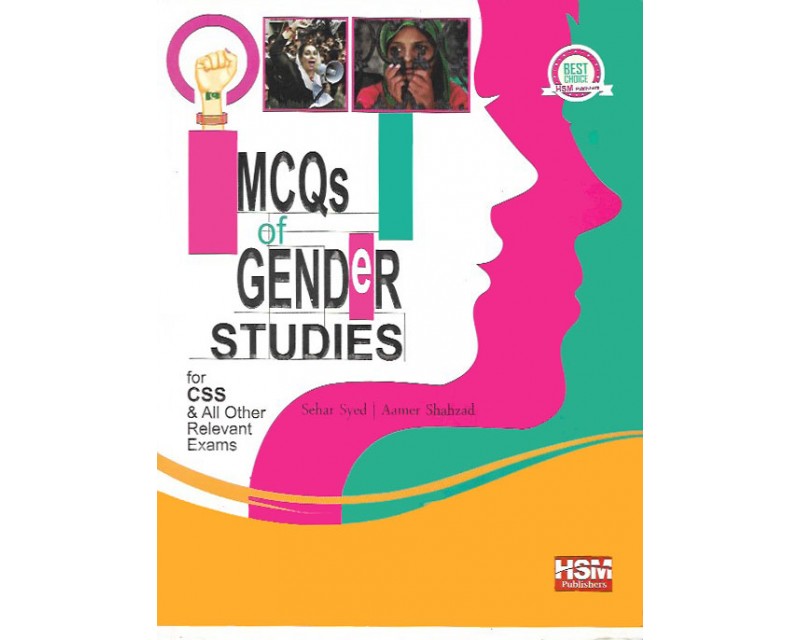 BEST
CHOICE
HSM PUBLISHERS
MCQs
of
GENDeR
STUDIES
for
CSS
& All Other
Relevant
Exams
Sehar Syed | Aamer Shahzad
HSM
Publishers